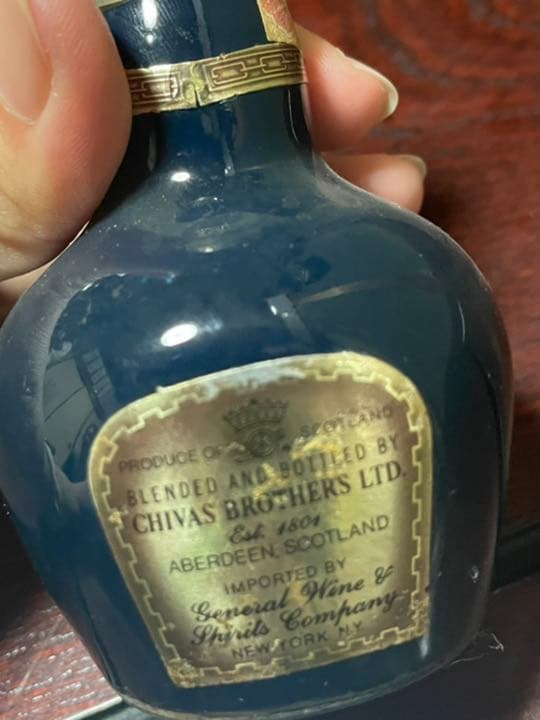 PRODUCE OF SCOTLAND
BLENDED AND BOTTLED BY
CHIVAS BROTHERS LTD.
Est. 1801
ABERDEEN, SCOTLAND
IMPORTED BY
General Wine &
Spirits Company
NEW YORK N.Y.